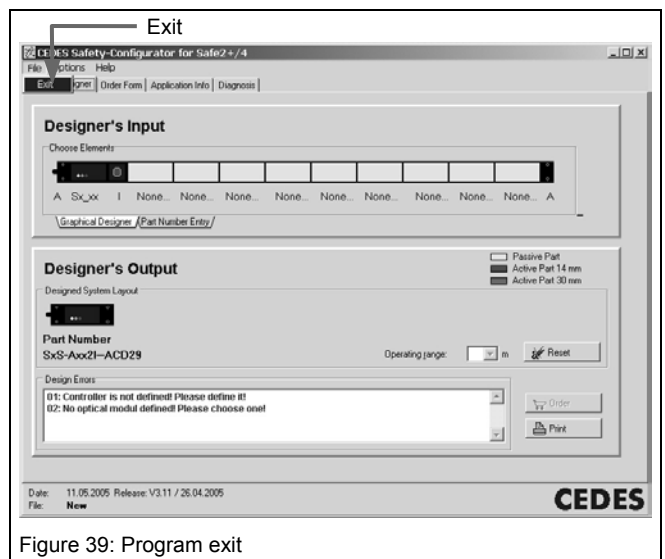 Exit
CEDES Safety-Configurator for Safe2+/4
File Options Help
Exit igner Order Form Application Info Diagnosis
Designer's Input
Choose Elements
A Sx_xx I None... None... None... None... None... None... None... None... A
Graphical Designer Part Number Entry
Passive Part
Designer's Output
Active Part 14 mm
Active Part 30 mm
Designed System Layout
Part Number
SxS-Axx2I-ACD29 Operating range: m Reset
Design Errors
01: Controller is not defined! Please define it!
02: No optical modul defined! Please choose one!
Order
Print
Date: 11.05.2005 Release: V3.11 / 26.04.2005
File: New
CEDES
Figure 39: Program exit